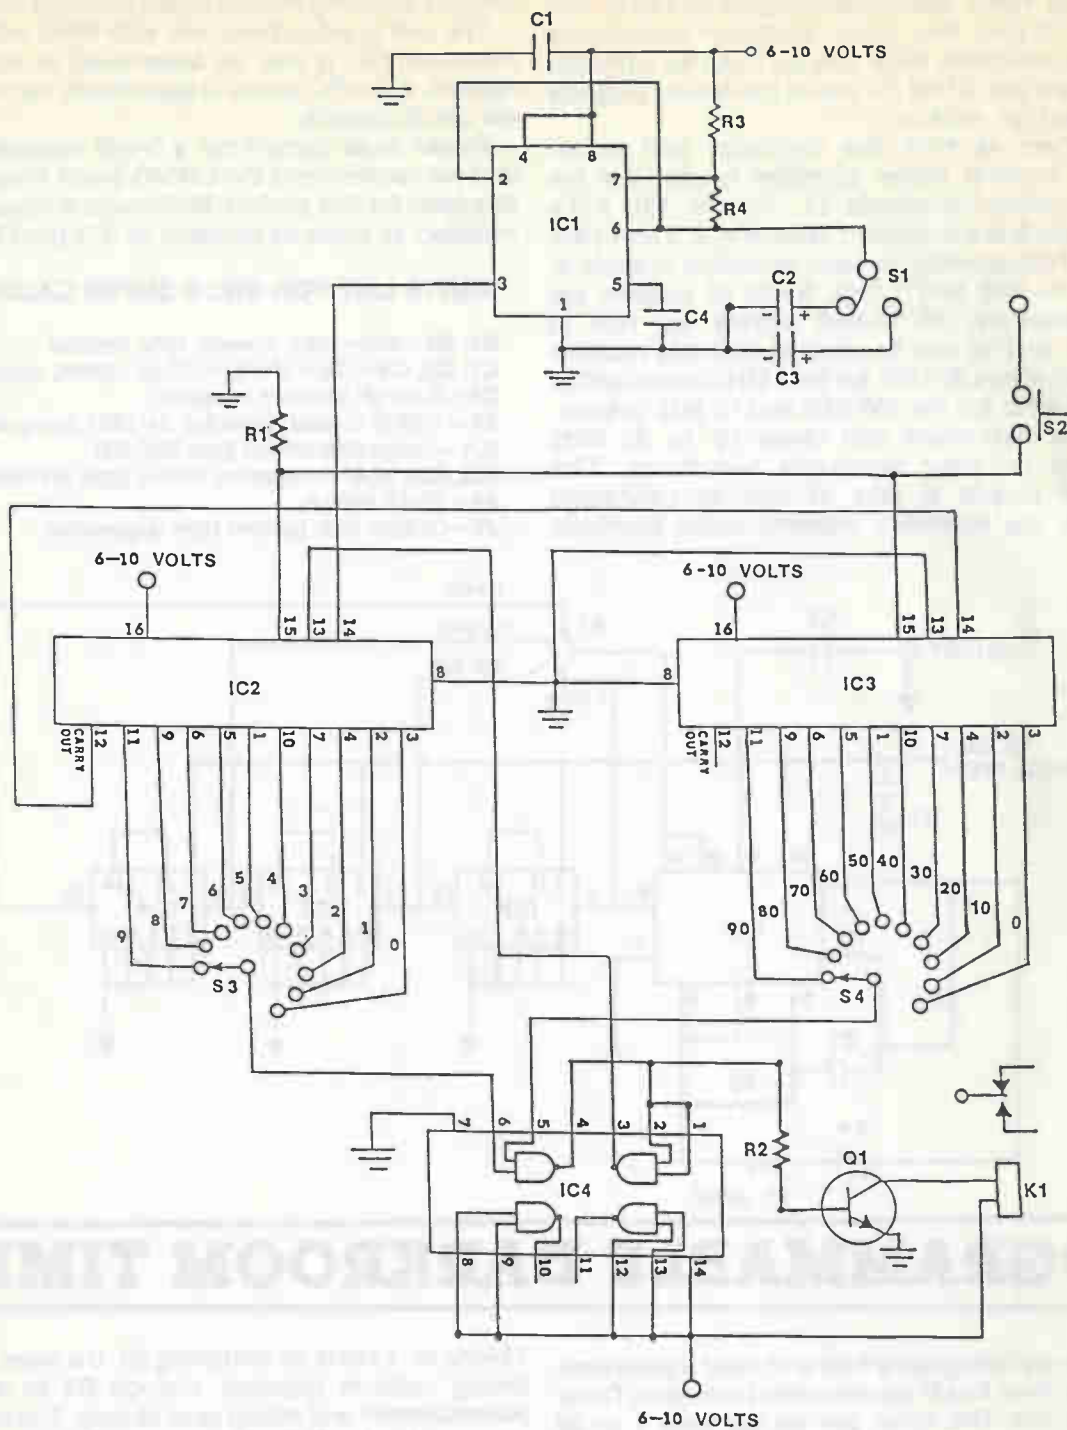 C1
6-10 VOLTS
R3
4 8
2 7
R4
IC1
6
S1
3 5 C2
1 C4 - +
- +
C3
R1
S2
6-10 VOLTS
6-10 VOLTS
16 15 13 14
16 15 13 14
IC2 8
8 IC3
CARRY OUT 12 11 9 6 5 1 10 7 4 2 3
CARRY OUT 12 11 9 6 5 1 10 7 4 2 3
9 8 7 6 5 4 3 2 1 0
90 80 70 60 50 40 30 20 10 0
S3
S4
7 6 5 4 3 2 1
R2
Q1
IC4
K1
8 9 10 11 12 13 14
6-10 VOLTS